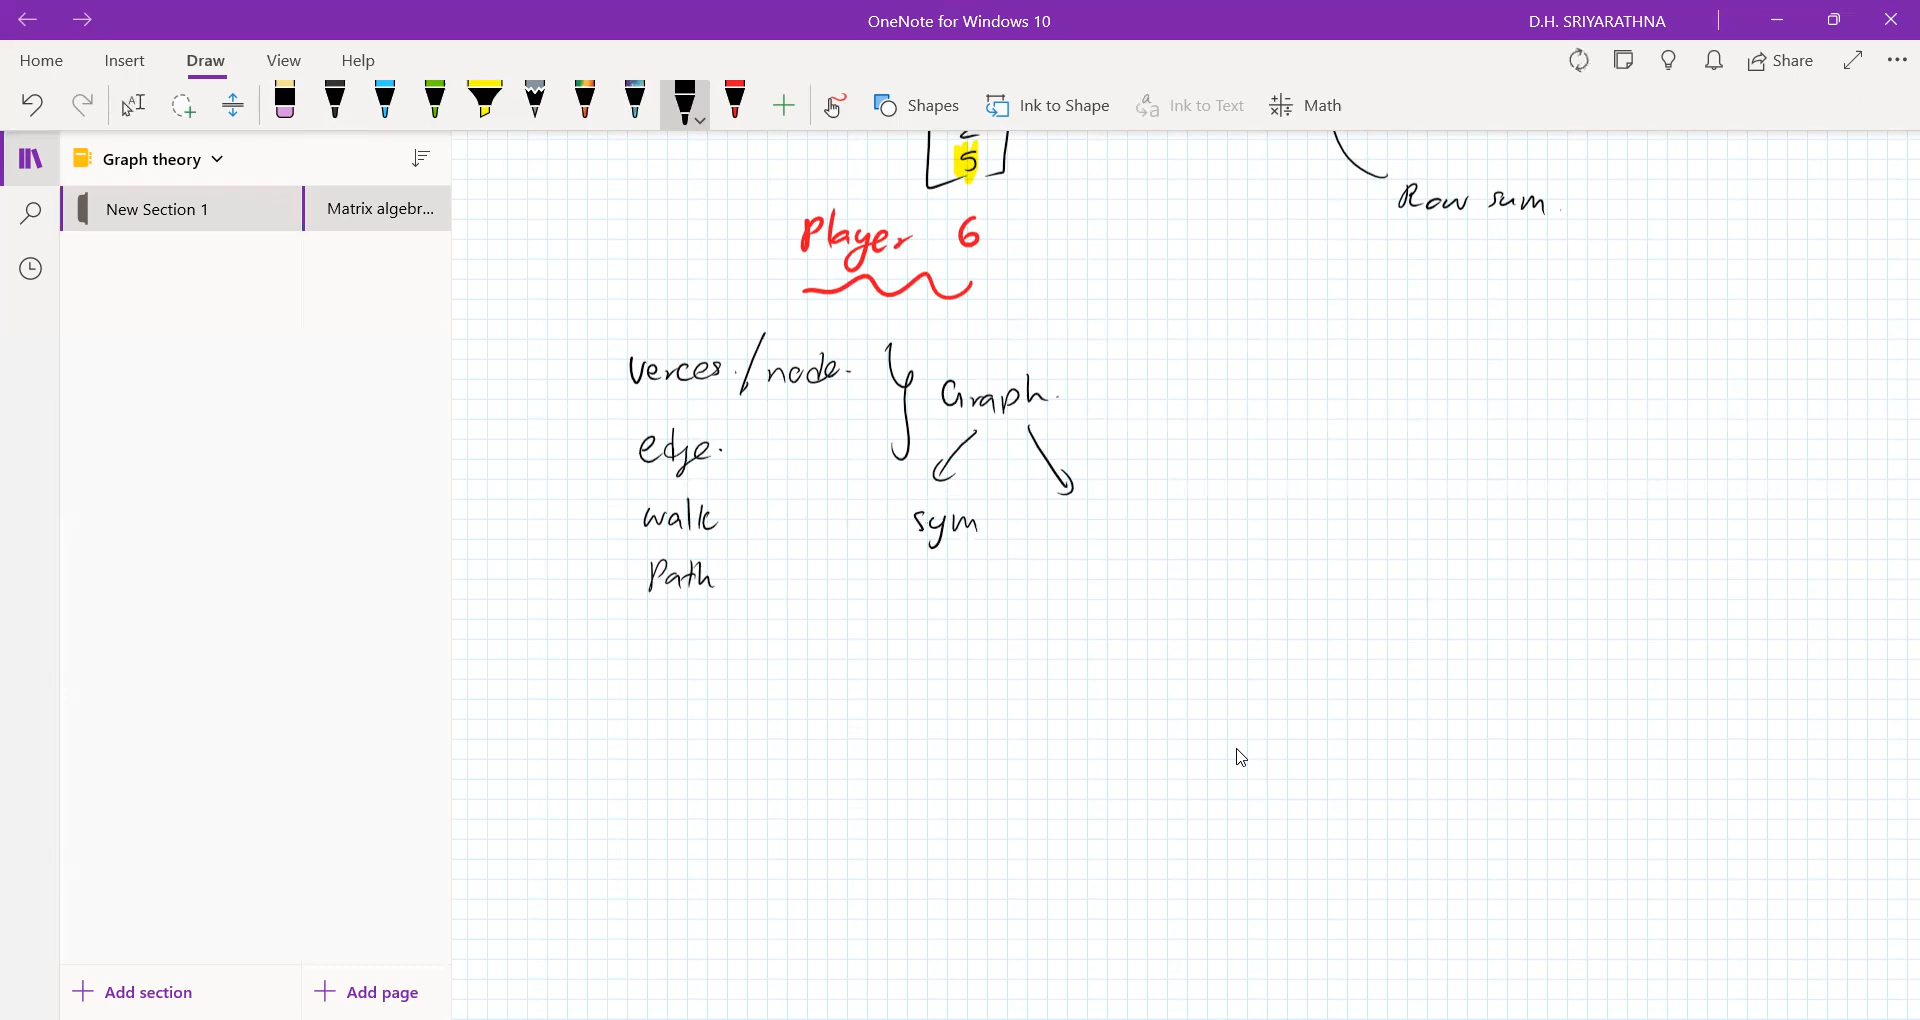 OneNote for Windows 10
D.H. SRIYARATHNA
Home Insert Draw View Help
Share
Shapes Ink to Shape Ink to Text Math
Graph theory
New Section 1
Matrix algebr...
5
Row sum
Player 6
Verces. / node.
Graph.
edge.
walk
sym
Path
Add section
Add page